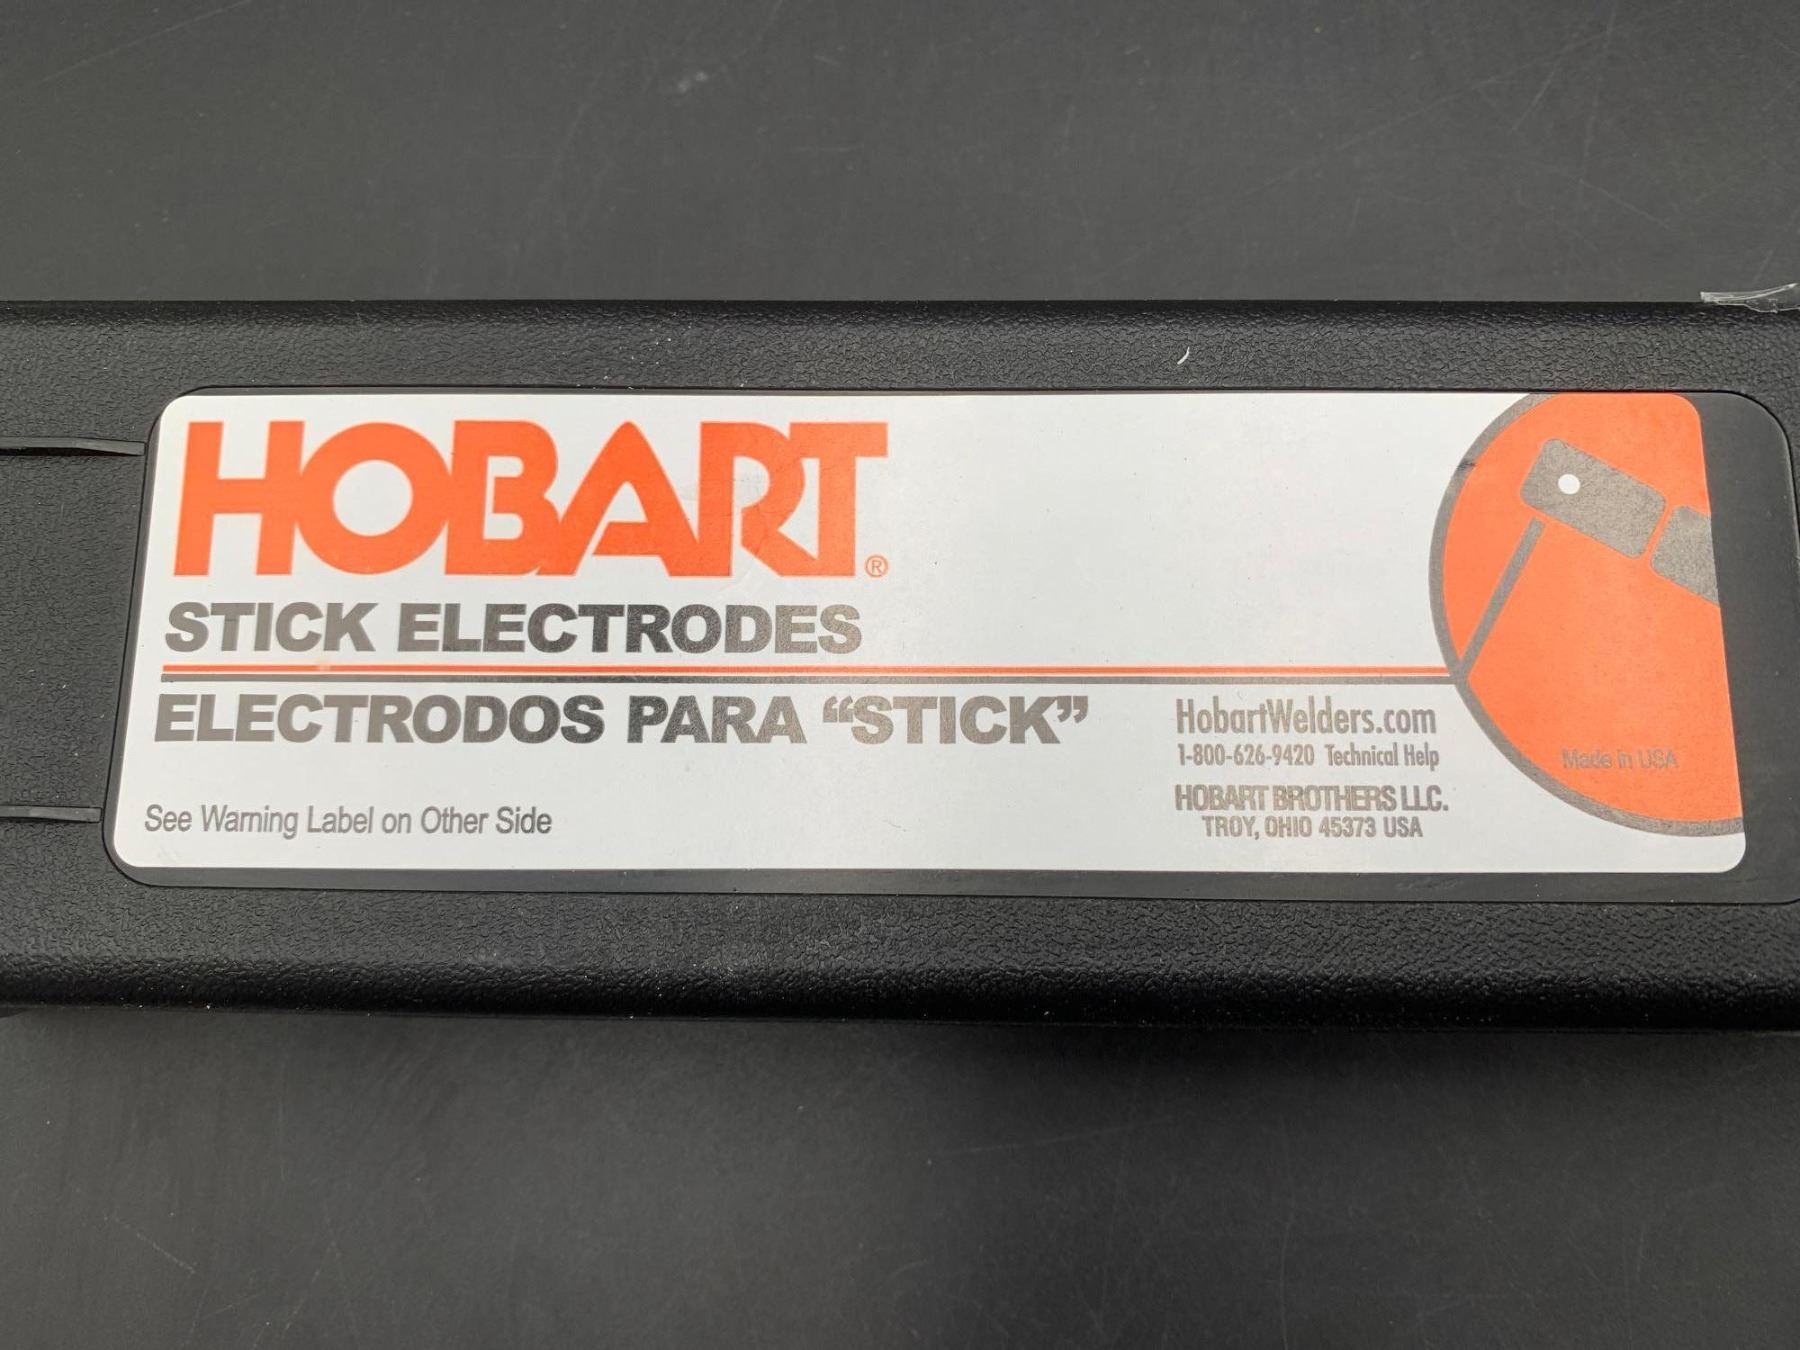 HOBART®
STICK ELECTRODES
ELECTRODOS PARA “STICK”
See Warning Label on Other Side
HobartWelders.com
1-800-626-9420 Technical Help
HOBART BROTHERS LLC.
TROY, OHIO 45373 USA
Made in USA